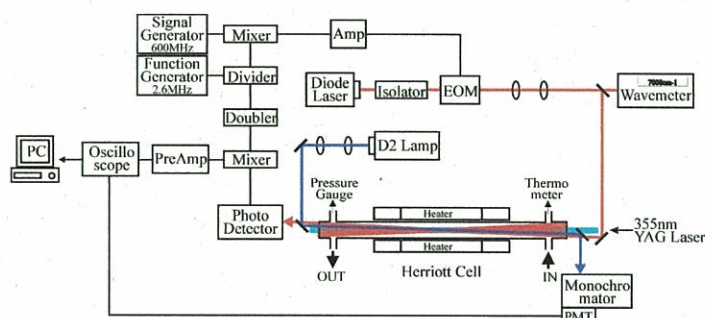 Signal
Generator
600MHz
Mixer
Amp
Function
Generator
2.6MHz
Divider
Diode
Laser
Isolator
EOM
7000cm-1
Wavemeter
Doubler
PC
Oscillo
scope
PreAmp
Mixer
D2 Lamp
Pressure
Gauge
Thermo
meter
Photo
Detector
Heater
Heater
355nm
YAG Laser
OUT
Herriott Cell
IN
Monochro
mator
PMT